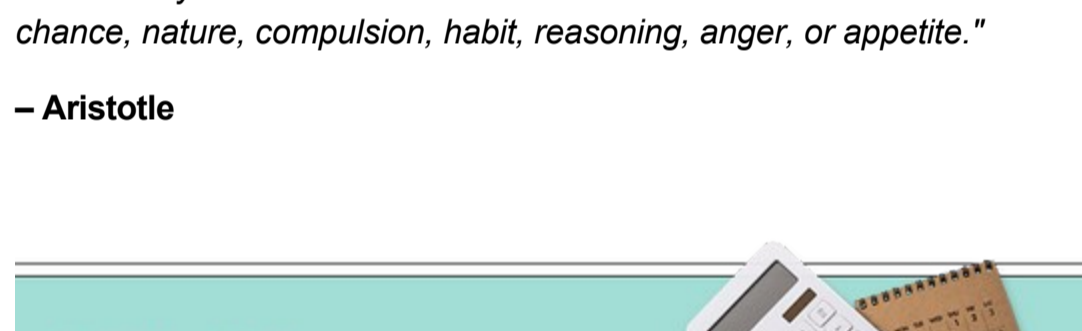 chance, nature, compulsion, habit, reasoning, anger, or appetite."
– Aristotle